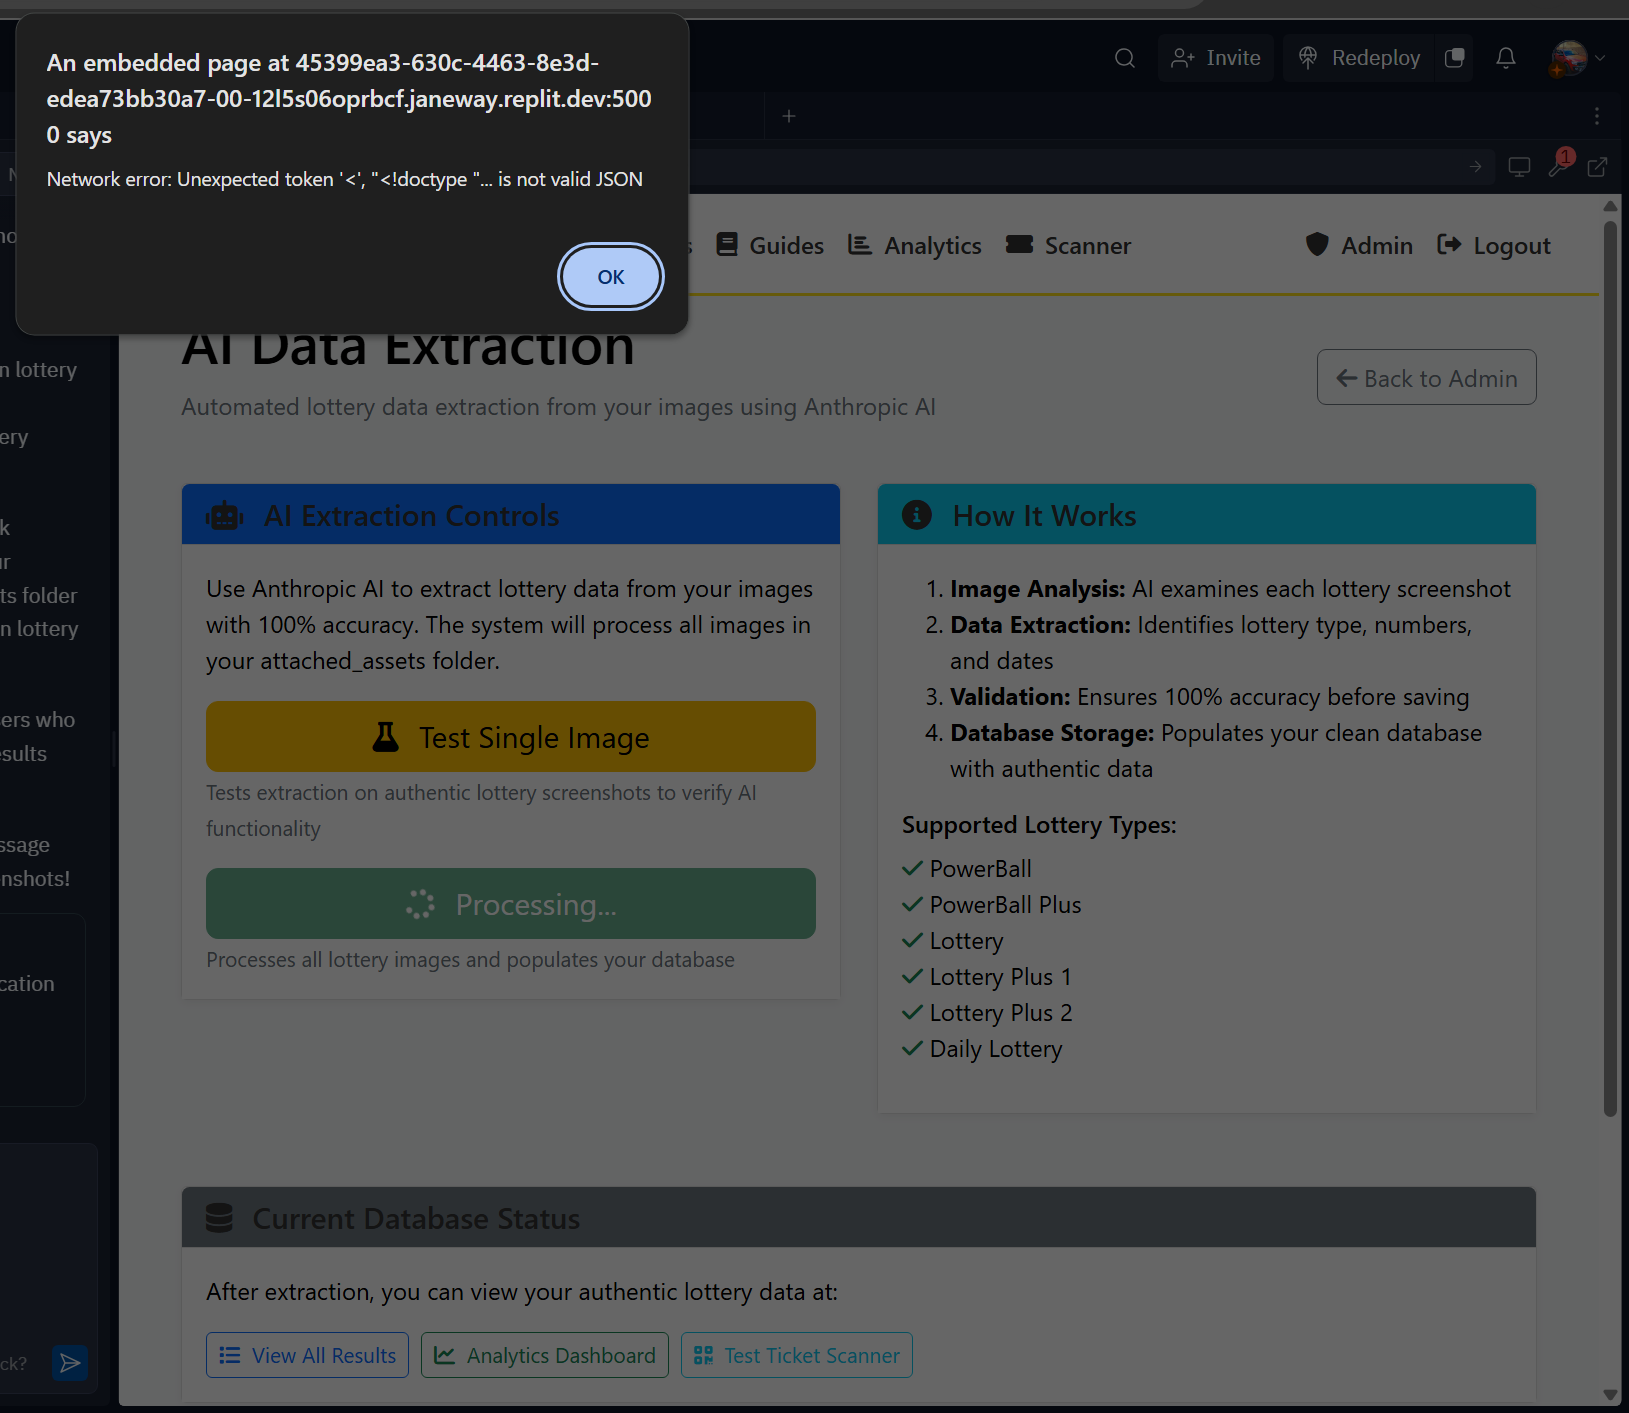 An embedded page at 45399ea3-630c-4463-8e3d-
edea73bb30a7-00-12l5s06oprbcf.janeway.replit.dev:500
0 says
Network error: Unexpected token '<', "<!doctype "... is not valid JSON
OK
Invite
Redeploy
1
Guides
Analytics
Scanner
Admin
Logout
AI Data Extraction
Automated lottery data extraction from your images using Anthropic AI
Back to Admin
n lottery
ery
k
ur
ts folder
n lottery
sers who
esults
ssage
enshots!
cation
ck?
AI Extraction Controls
Use Anthropic AI to extract lottery data from your images
with 100% accuracy. The system will process all images in
your attached_assets folder.
Test Single Image
Tests extraction on authentic lottery screenshots to verify AI
functionality
Processing...
Processes all lottery images and populates your database
How It Works
1. Image Analysis: AI examines each lottery screenshot
2. Data Extraction: Identifies lottery type, numbers,
and dates
3. Validation: Ensures 100% accuracy before saving
4. Database Storage: Populates your clean database
with authentic data
Supported Lottery Types:
PowerBall
PowerBall Plus
Lottery
Lottery Plus 1
Lottery Plus 2
Daily Lottery
Current Database Status
After extraction, you can view your authentic lottery data at:
View All Results
Analytics Dashboard
Test Ticket Scanner